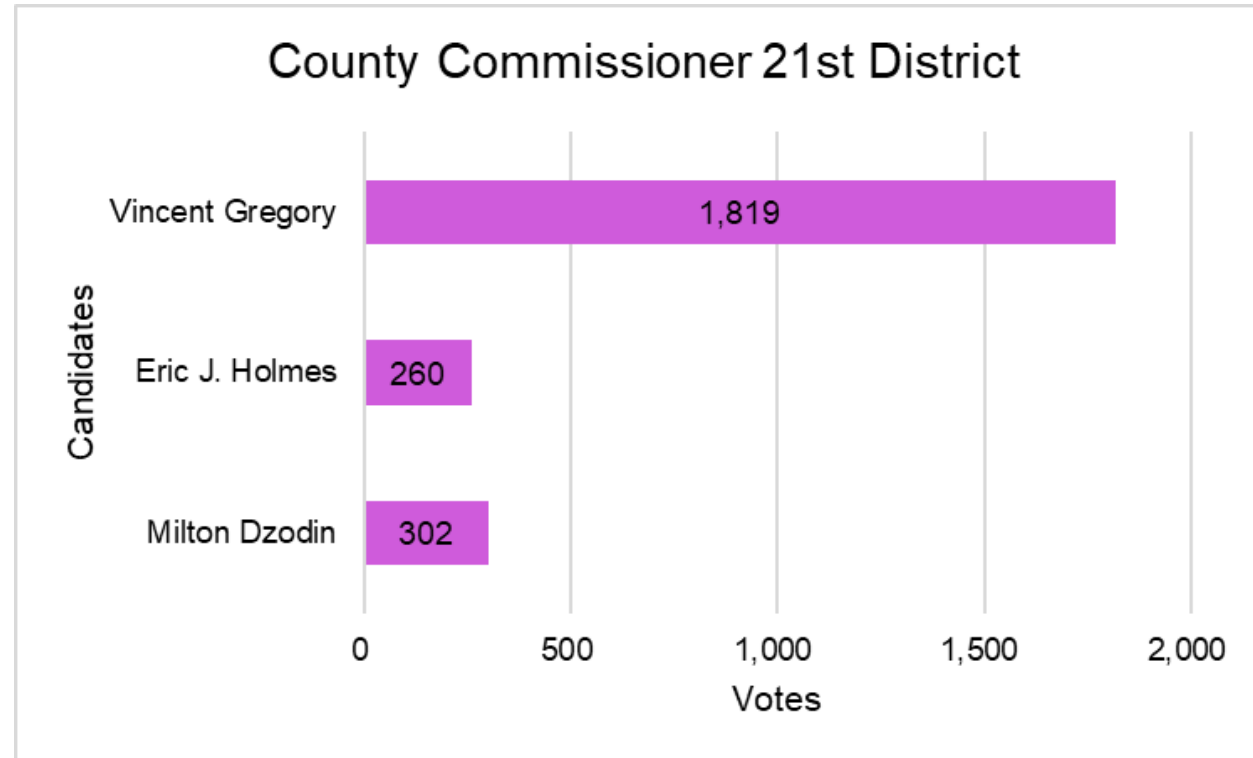 County Commissioner 21st District
Candidates
Vincent Gregory
1,819
Eric J. Holmes
260
Milton Dzodin
302
0 500 1,000 1,500 2,000
Votes